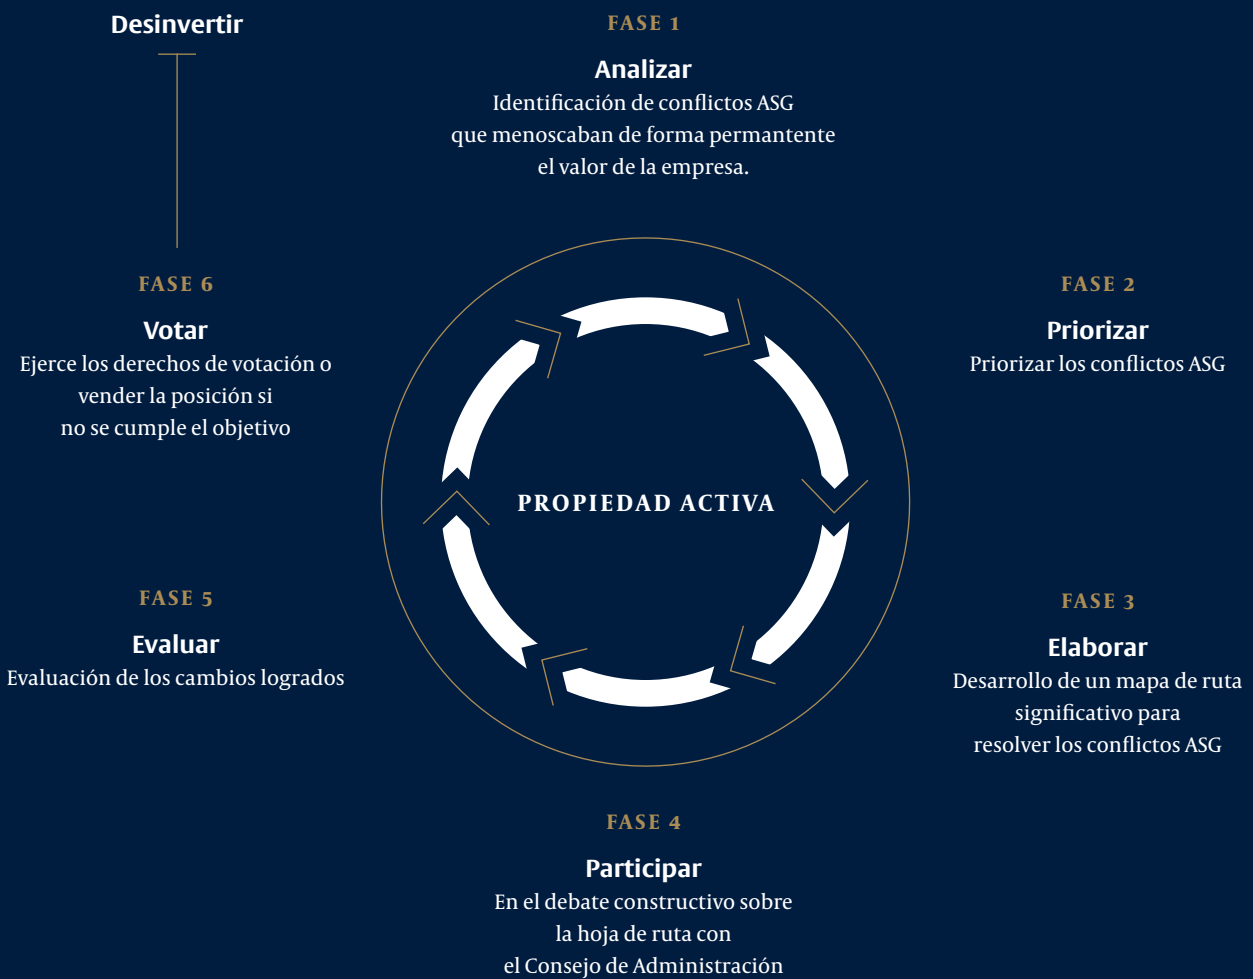 Desinvertir
FASE 1
Analizar
Identificación de conflictos ASG
que menoscaban de forma permantente
el valor de la empresa.
FASE 2
Priorizar
Priorizar los conflictos ASG
FASE 3
Elaborar
Desarrollo de un mapa de ruta
significativo para
resolver los conflictos ASG
FASE 4
Participar
En el debate constructivo sobre
la hoja de ruta con
el Consejo de Administración
FASE 5
Evaluar
Evaluación de los cambios logrados
FASE 6
Votar
Ejerce los derechos de votación o
vender la posición si
no se cumple el objetivo
PROPIEDAD ACTIVA